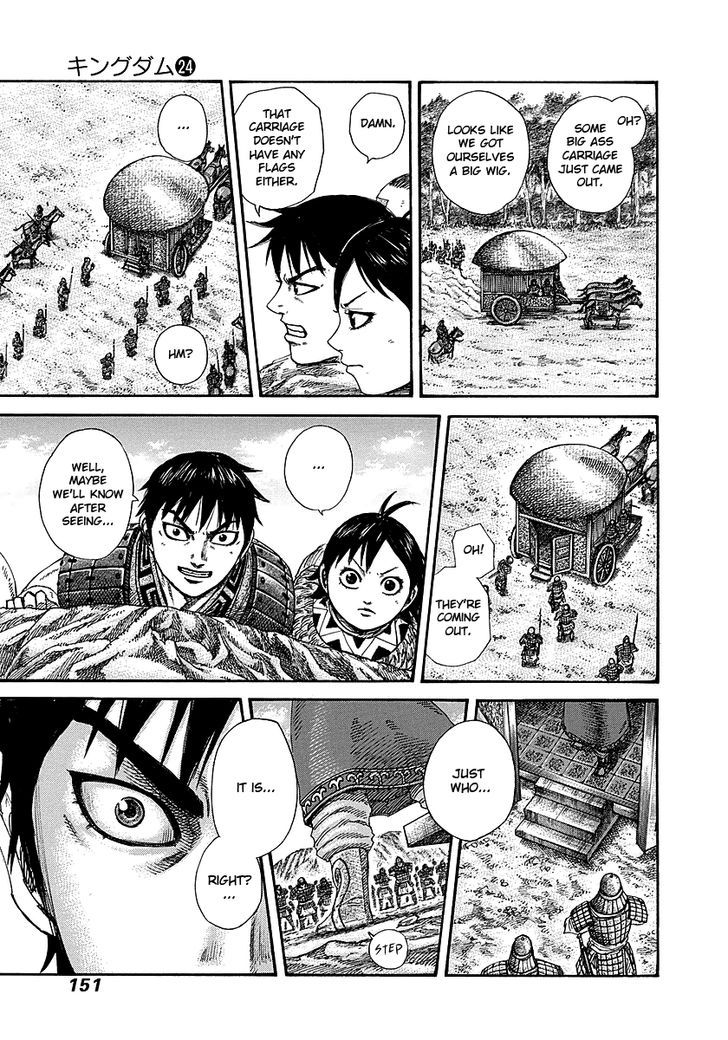 キングダム24
OH?
SOME
BIG ASS
CARRIAGE
JUST CAME
OUT.
LOOKS LIKE
WE GOT
OURSELVES
A BIG WIG.
DAMN.
THAT
CARRIAGE
DOESN'T
HAVE ANY
FLAGS
EITHER.
...
HM?
OH!
THEY'RE
COMING
OUT.
...
WELL,
MAYBE
WE'LL KNOW
AFTER
SEEING...
JUST
WHO...
STEP
IT IS...
RIGHT?
...
151